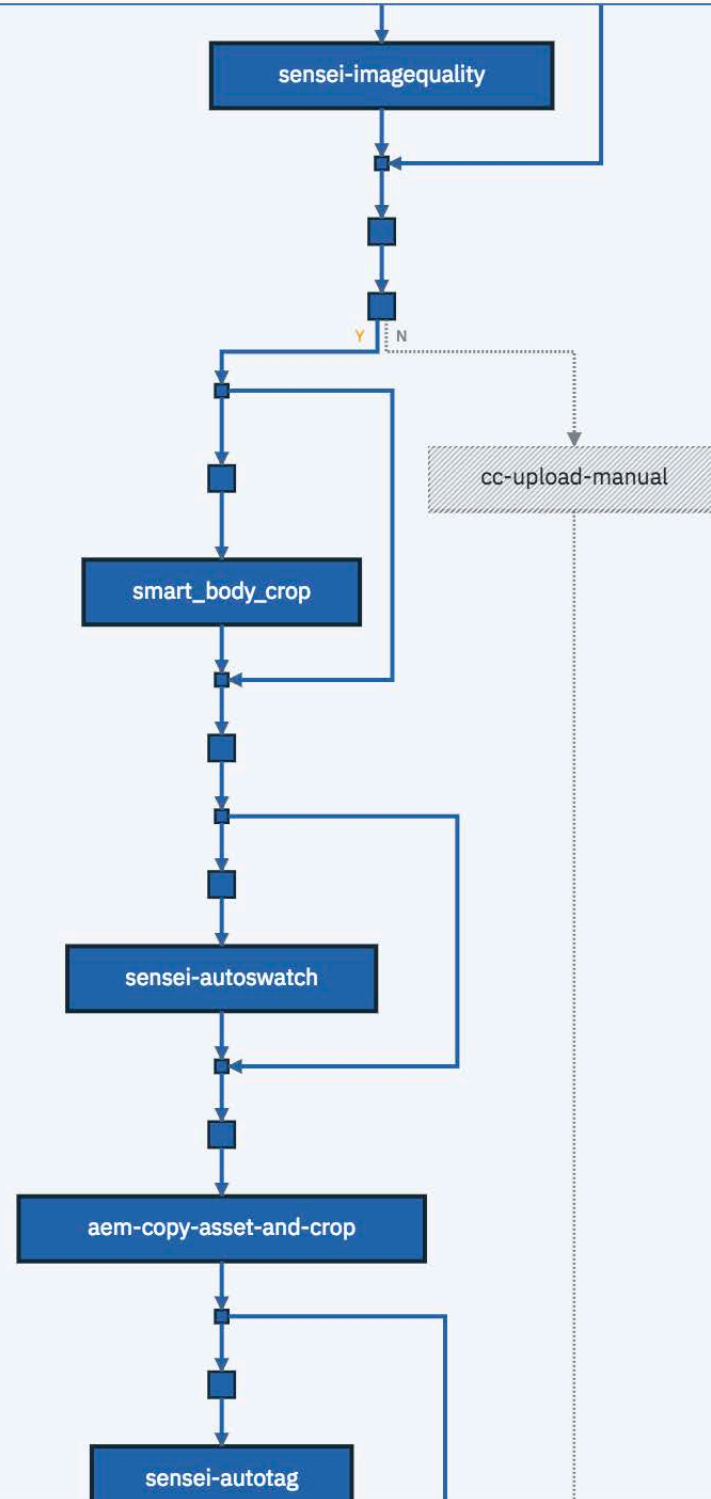 sensei-imagequality
Y
N
cc-upload-manual
smart_body_crop
sensei-autoswatch
aem-copy-asset-and-crop
sensei-autotag